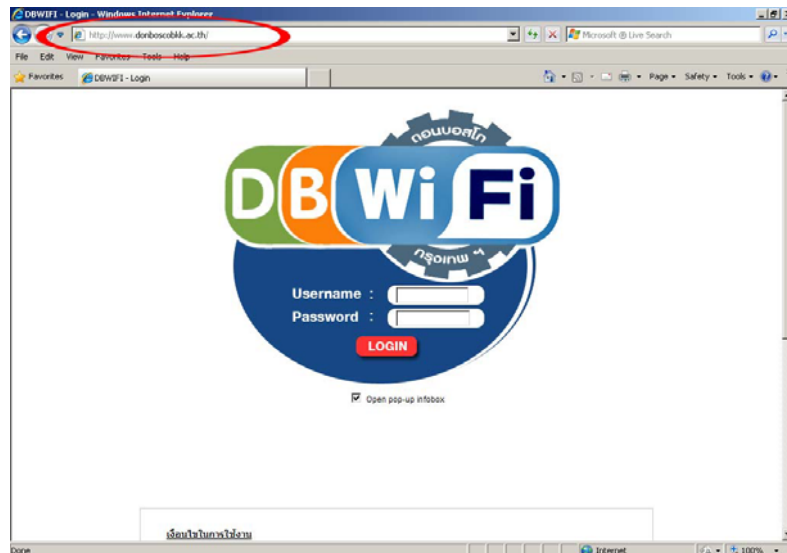 DBWIFI - Login - Windows Internet Explorer
http://www.donboscobkk.ac.th/
Microsoft ® Live Search
File Edit View Favorites Tools Help
Favorites
DBWIFI - Login
Page Safety Tools
ดอนบอสโก
DB WiFi
กรุงเทพ ฯ
Username :
Password :
LOGIN
Open pop-up infobox
เงื่อนไขในการใช้งาน
Done
Internet
100%